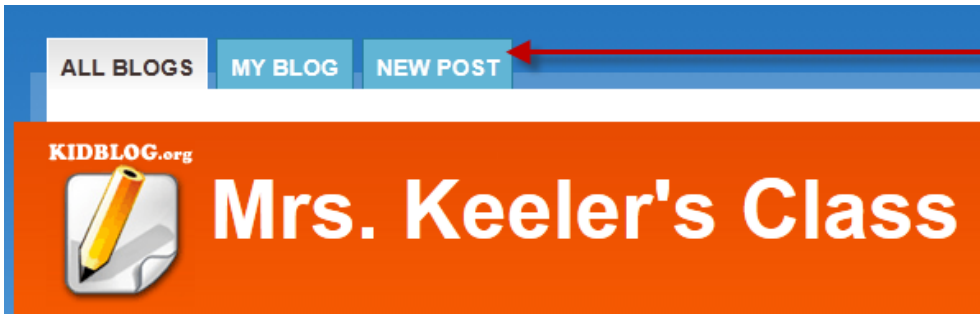 ALL BLOGS MY BLOG NEW POST
KIDBLOG.org
Mrs. Keeler's Class